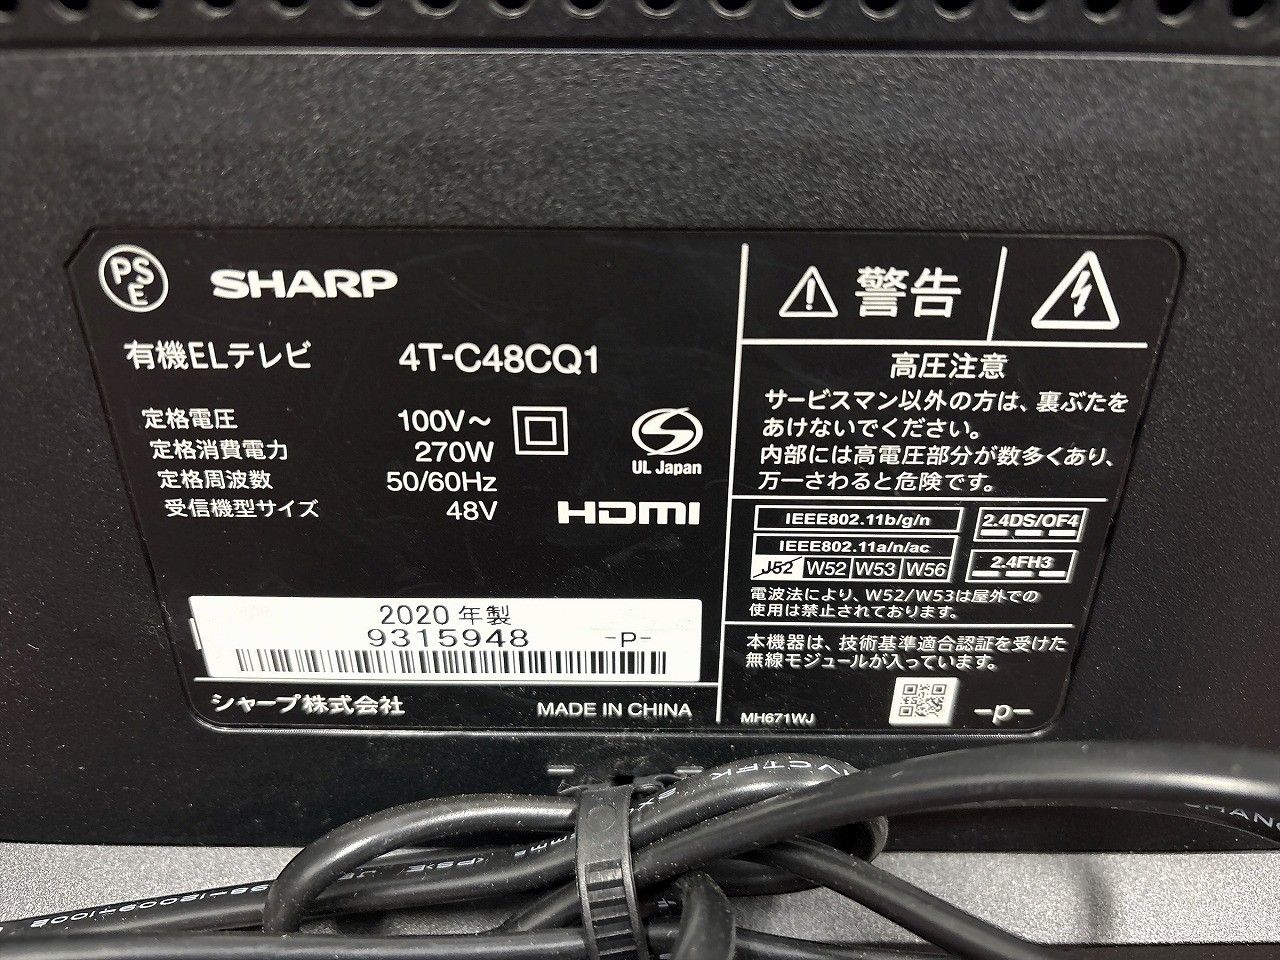 PSE
SHARP
有機ELテレビ 4T-C48CQ1
定格電圧 100V~
定格消費電力 270W
定格周波数 50/60Hz
受信機型サイズ 48V
UL Japan
HDMI
2020 年製
9315948 -P-
シャープ株式会社 MADE IN CHINA
警告
高圧注意
サービスマン以外の方は、裏ぶたを
あけないでください。
内部には高電圧部分が数多くあり、
万一さわると危険です。
IEEE802.11b/g/n
2.4DS/OF4
IEEE802.11a/n/ac
J52 W52 W53 W56
2.4FH3
電波法により、W52/W53は屋外での
使用は禁止されております。
本機器は、技術基準適合認証を受けた
無線モジュールが入っています。
MH671WJ -p-
VCTFK